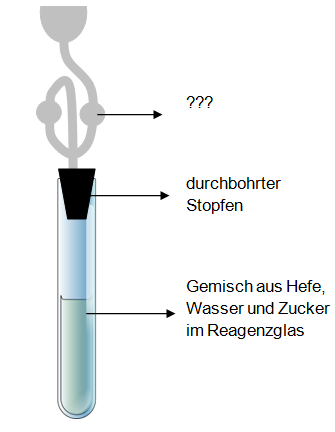 ???
durchbohrter
Stopfen
Gemisch aus Hefe,
Wasser und Zucker
im Reagenzglas